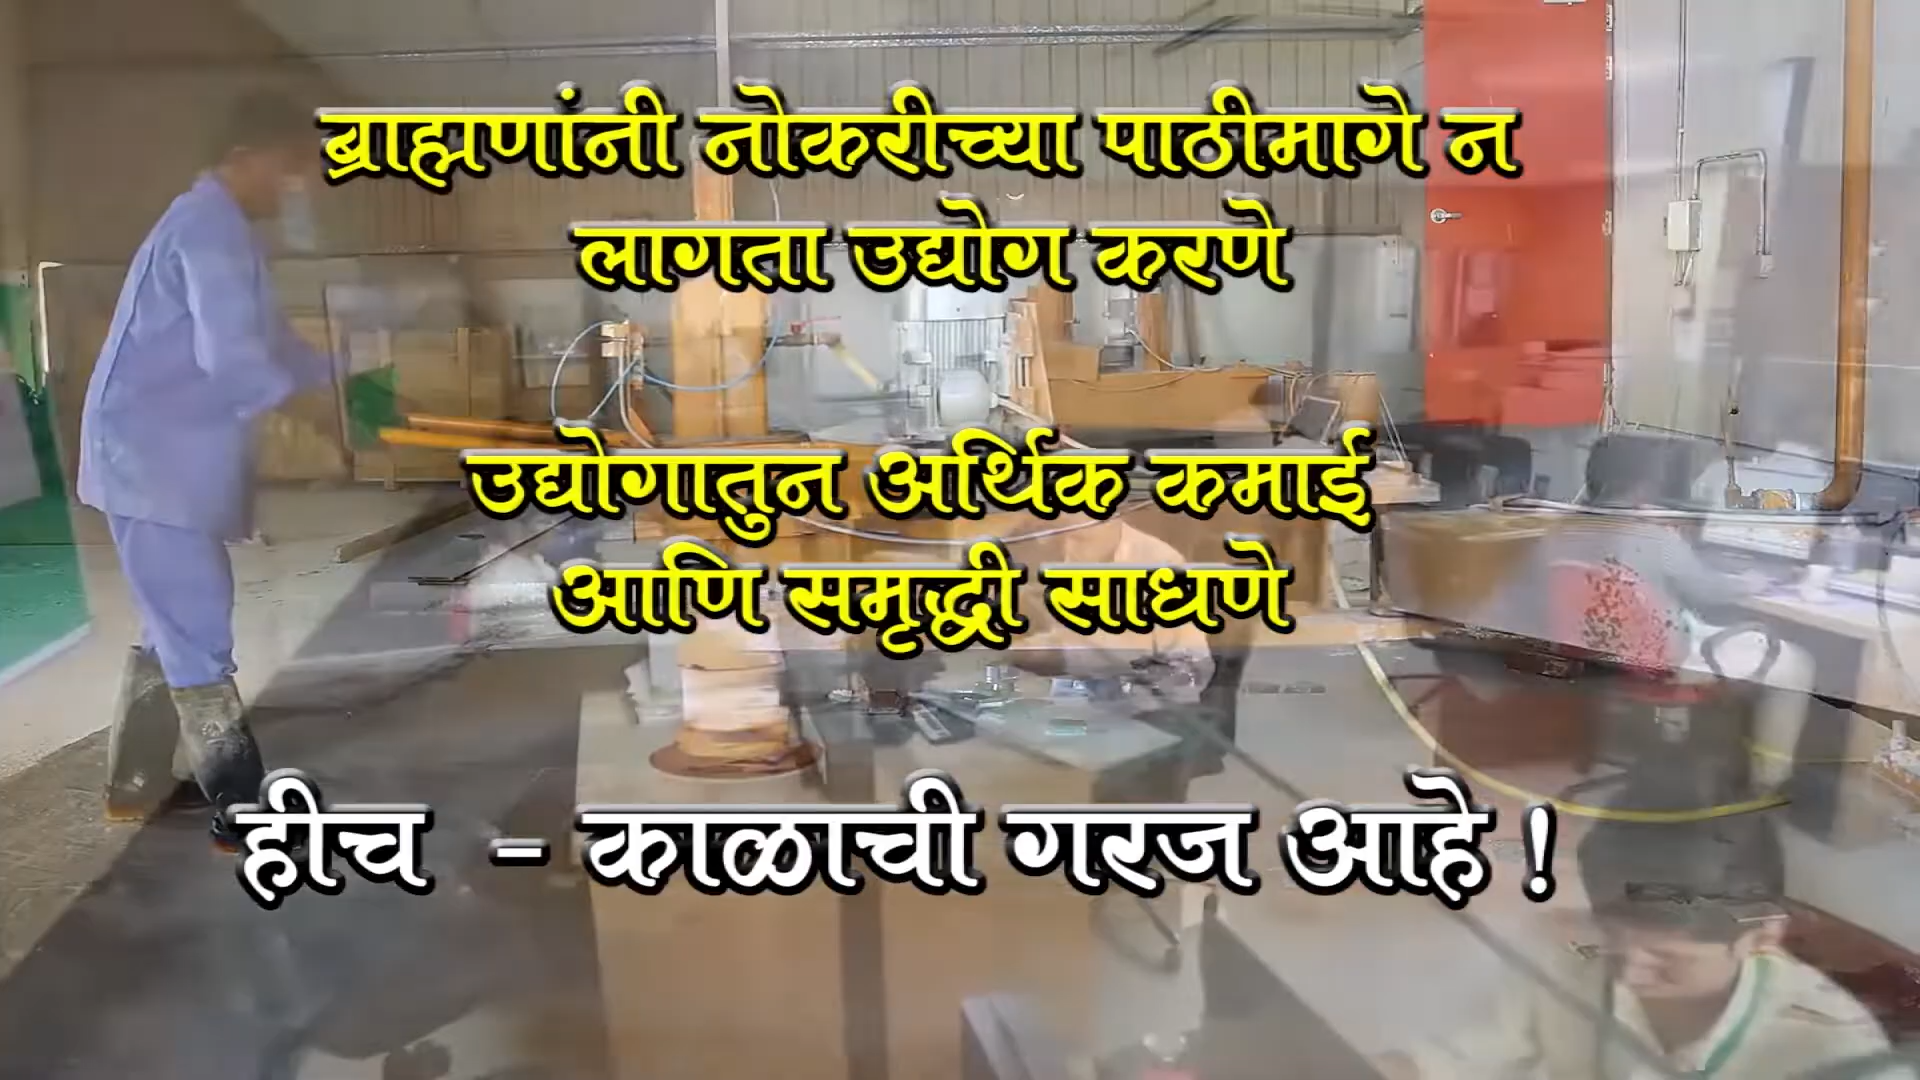 ब्राह्मणांनी नोकरीच्या पाठीमागे न
लागता उद्योग करणे
उद्योगातुन अर्थिक कमाई
आणि समृद्धी साधणे
हीच - काळाची गरज आहे !